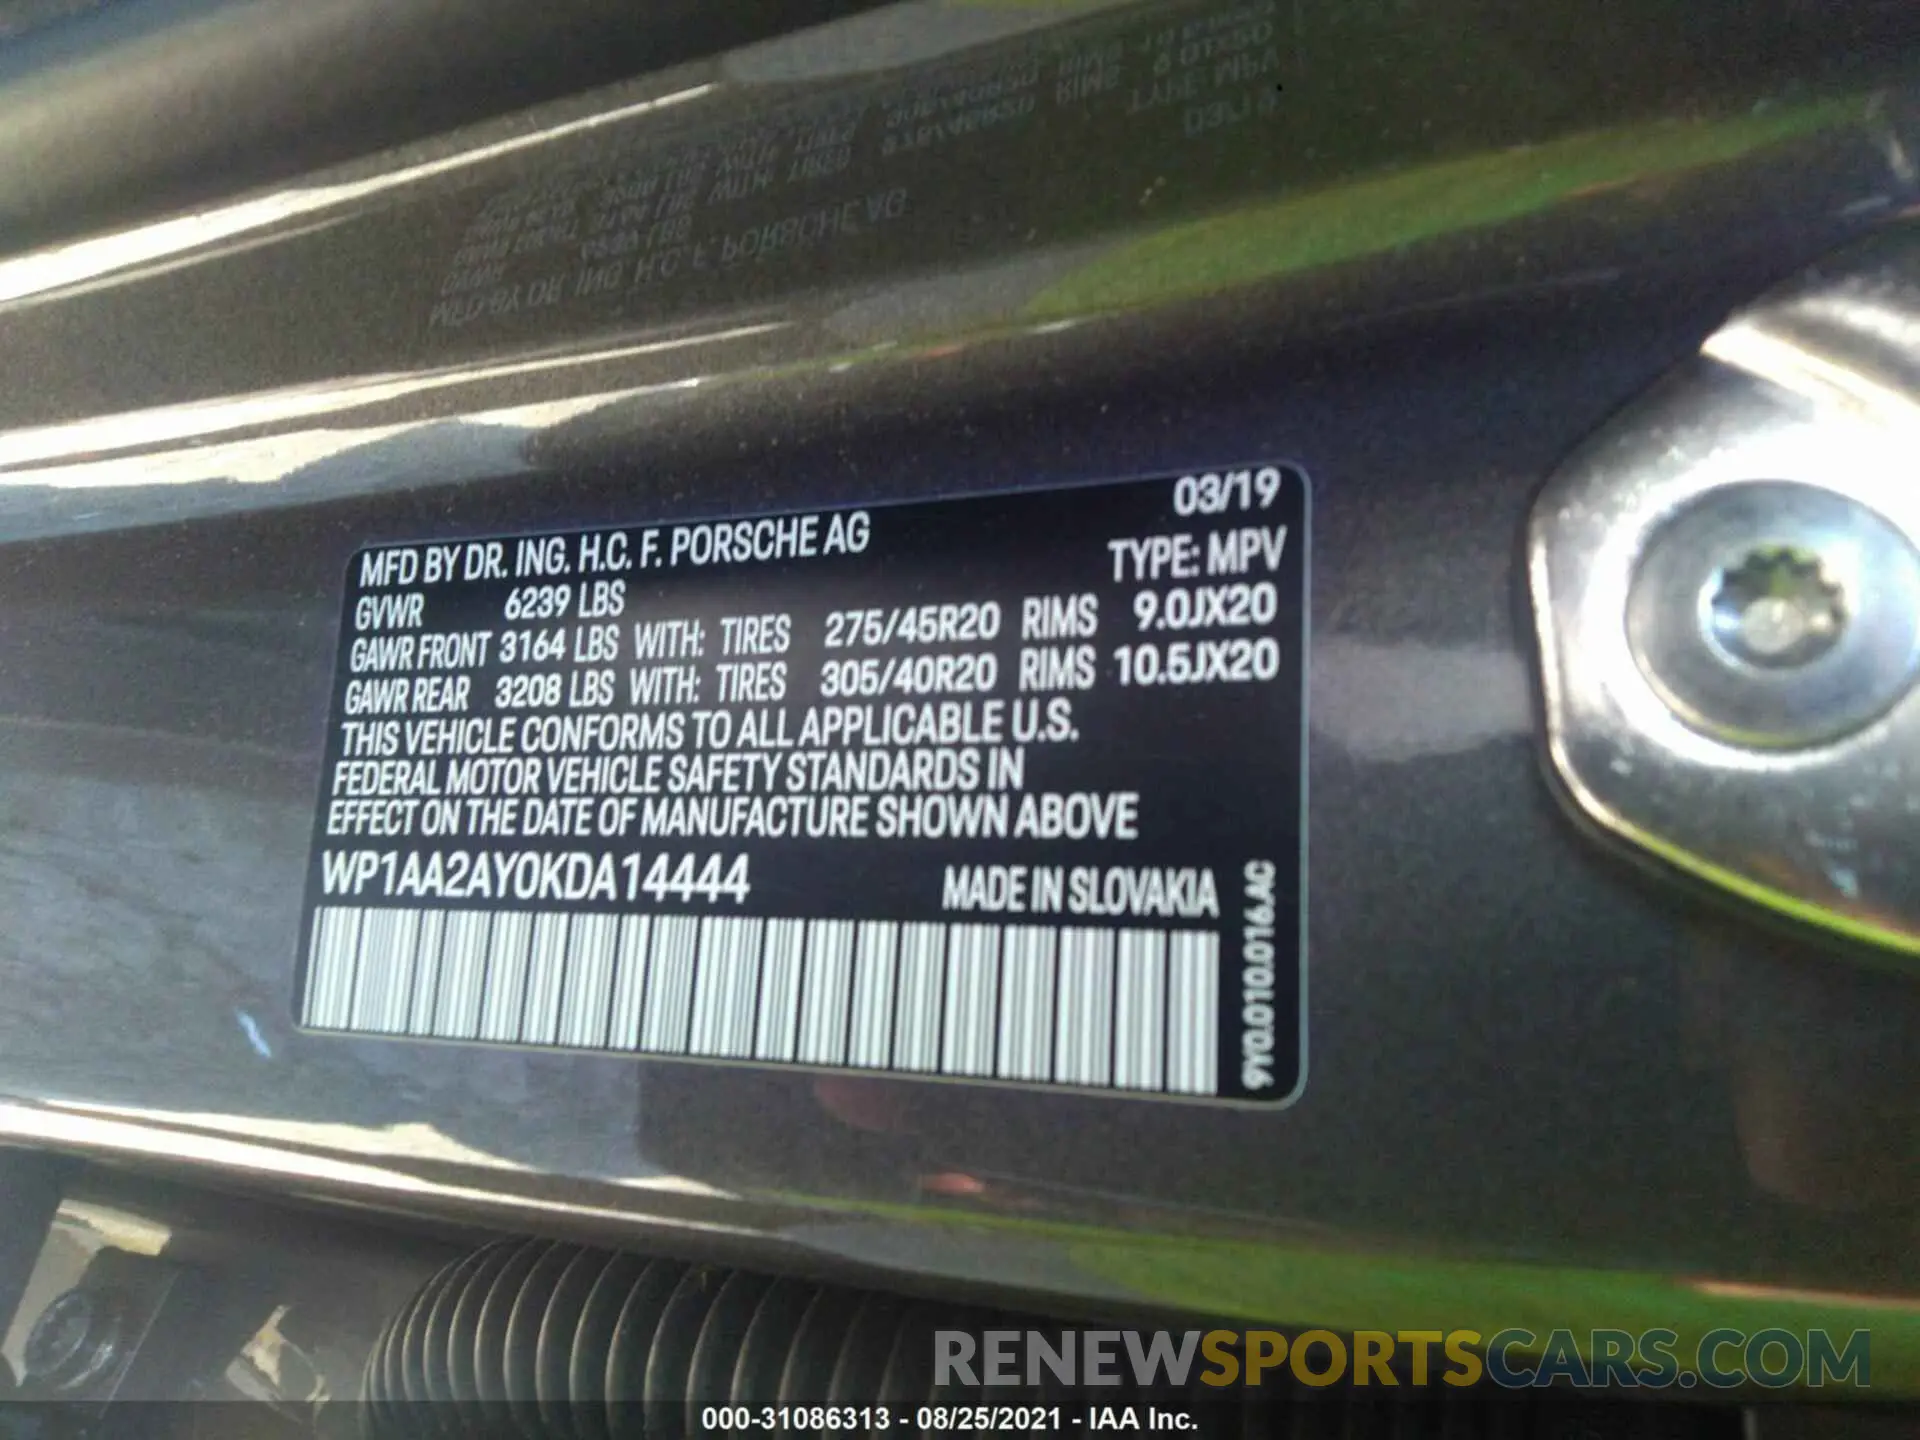 03/19
MFD BY DR. ING. H.C. F. PORSCHE AG
TYPE: MPV
GVWR 6239 LBS
GAWR FRONT 3164 LBS WITH: TIRES 275/45R20 RIMS 9.0JX20
GAWR REAR 3208 LBS WITH: TIRES 305/40R20 RIMS 10.5JX20
THIS VEHICLE CONFORMS TO ALL APPLICABLE U.S.
FEDERAL MOTOR VEHICLE SAFETY STANDARDS IN
EFFECT ON THE DATE OF MANUFACTURE SHOWN ABOVE
WP1AA2AY0KDA14444 MADE IN SLOVAKIA
9Y0.010.016.AC
RENEWSPORTSCARS.COM
000-31086313 - 08/25/2021 - IAA Inc.